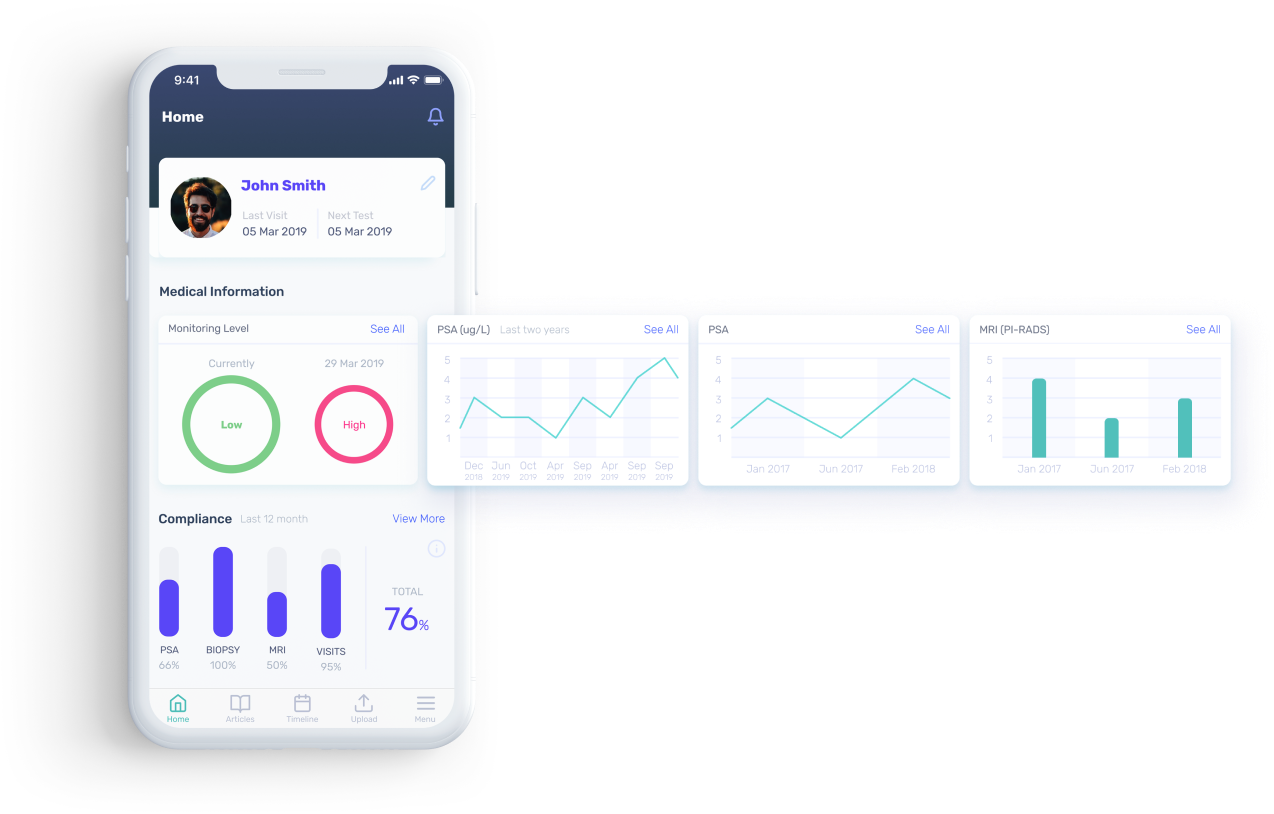 9:41
Home
John Smith
Last Visit
05 Mar 2019
Next Test
05 Mar 2019
Medical Information
Monitoring Level See All
Currently
Low
29 Mar 2019
High
PSA (ug/L) Last two years See All
5
4
3
2
1
Dec Jun Oct Apr Sep Apr Sep Sep
2018 2019 2019 2019 2019 2019 2019 2019
PSA See All
5
4
3
2
1
Jan 2017 Jun 2017 Feb 2018
MRI (PI-RADS) See All
5
4
3
2
1
Jan 2017 Jun 2017 Feb 2018
Compliance Last 12 month View More
PSA BIOPSY MRI VISITS
66% 100% 50% 95%
TOTAL
76%
Home Articles Timeline Upload Menu